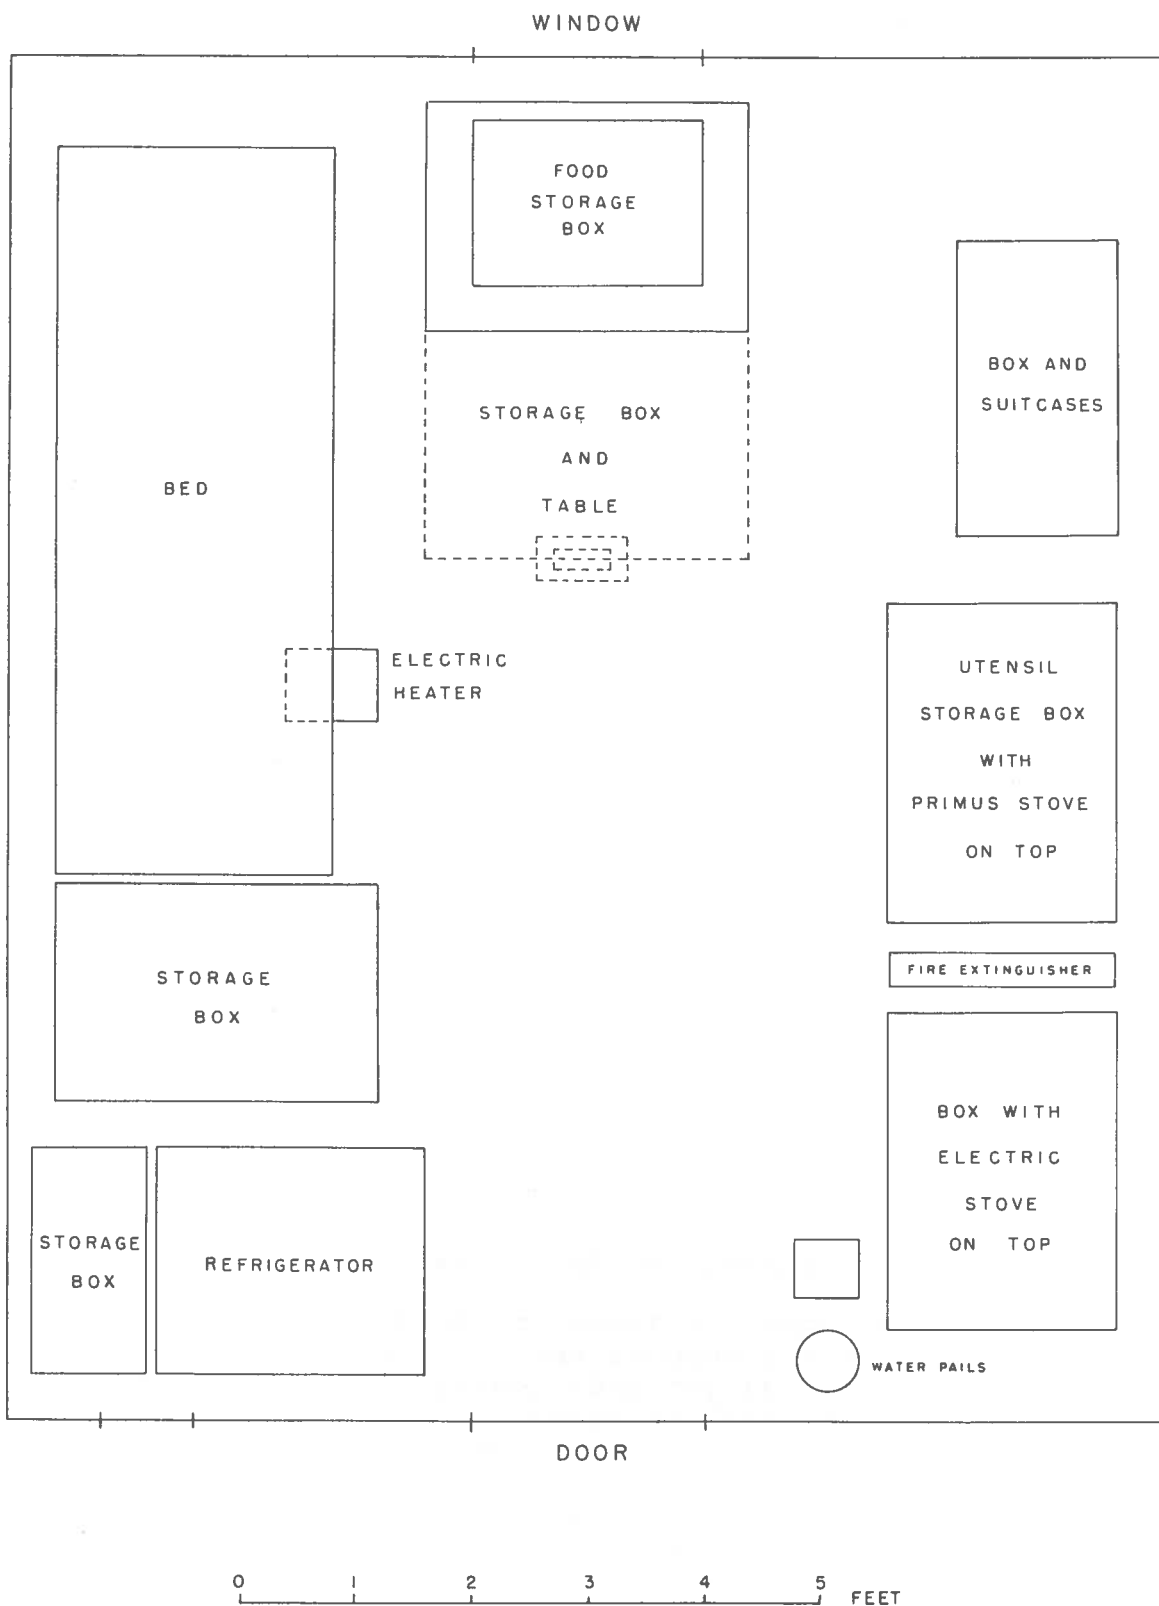 WINDOW
FOOD
STORAGE
BOX
BOX AND
SUITCASES
STORAGE BOX
AND
TABLE
BED
ELECTRIC
HEATER
UTENSIL
STORAGE BOX
WITH
PRIMUS STOVE
ON TOP
STORAGE
BOX
FIRE EXTINGUISHER
BOX WITH
ELECTRIC
STOVE
ON TOP
STORAGE
BOX
REFRIGERATOR
WATER PAILS
DOOR
0 1 2 3 4 5 FEET